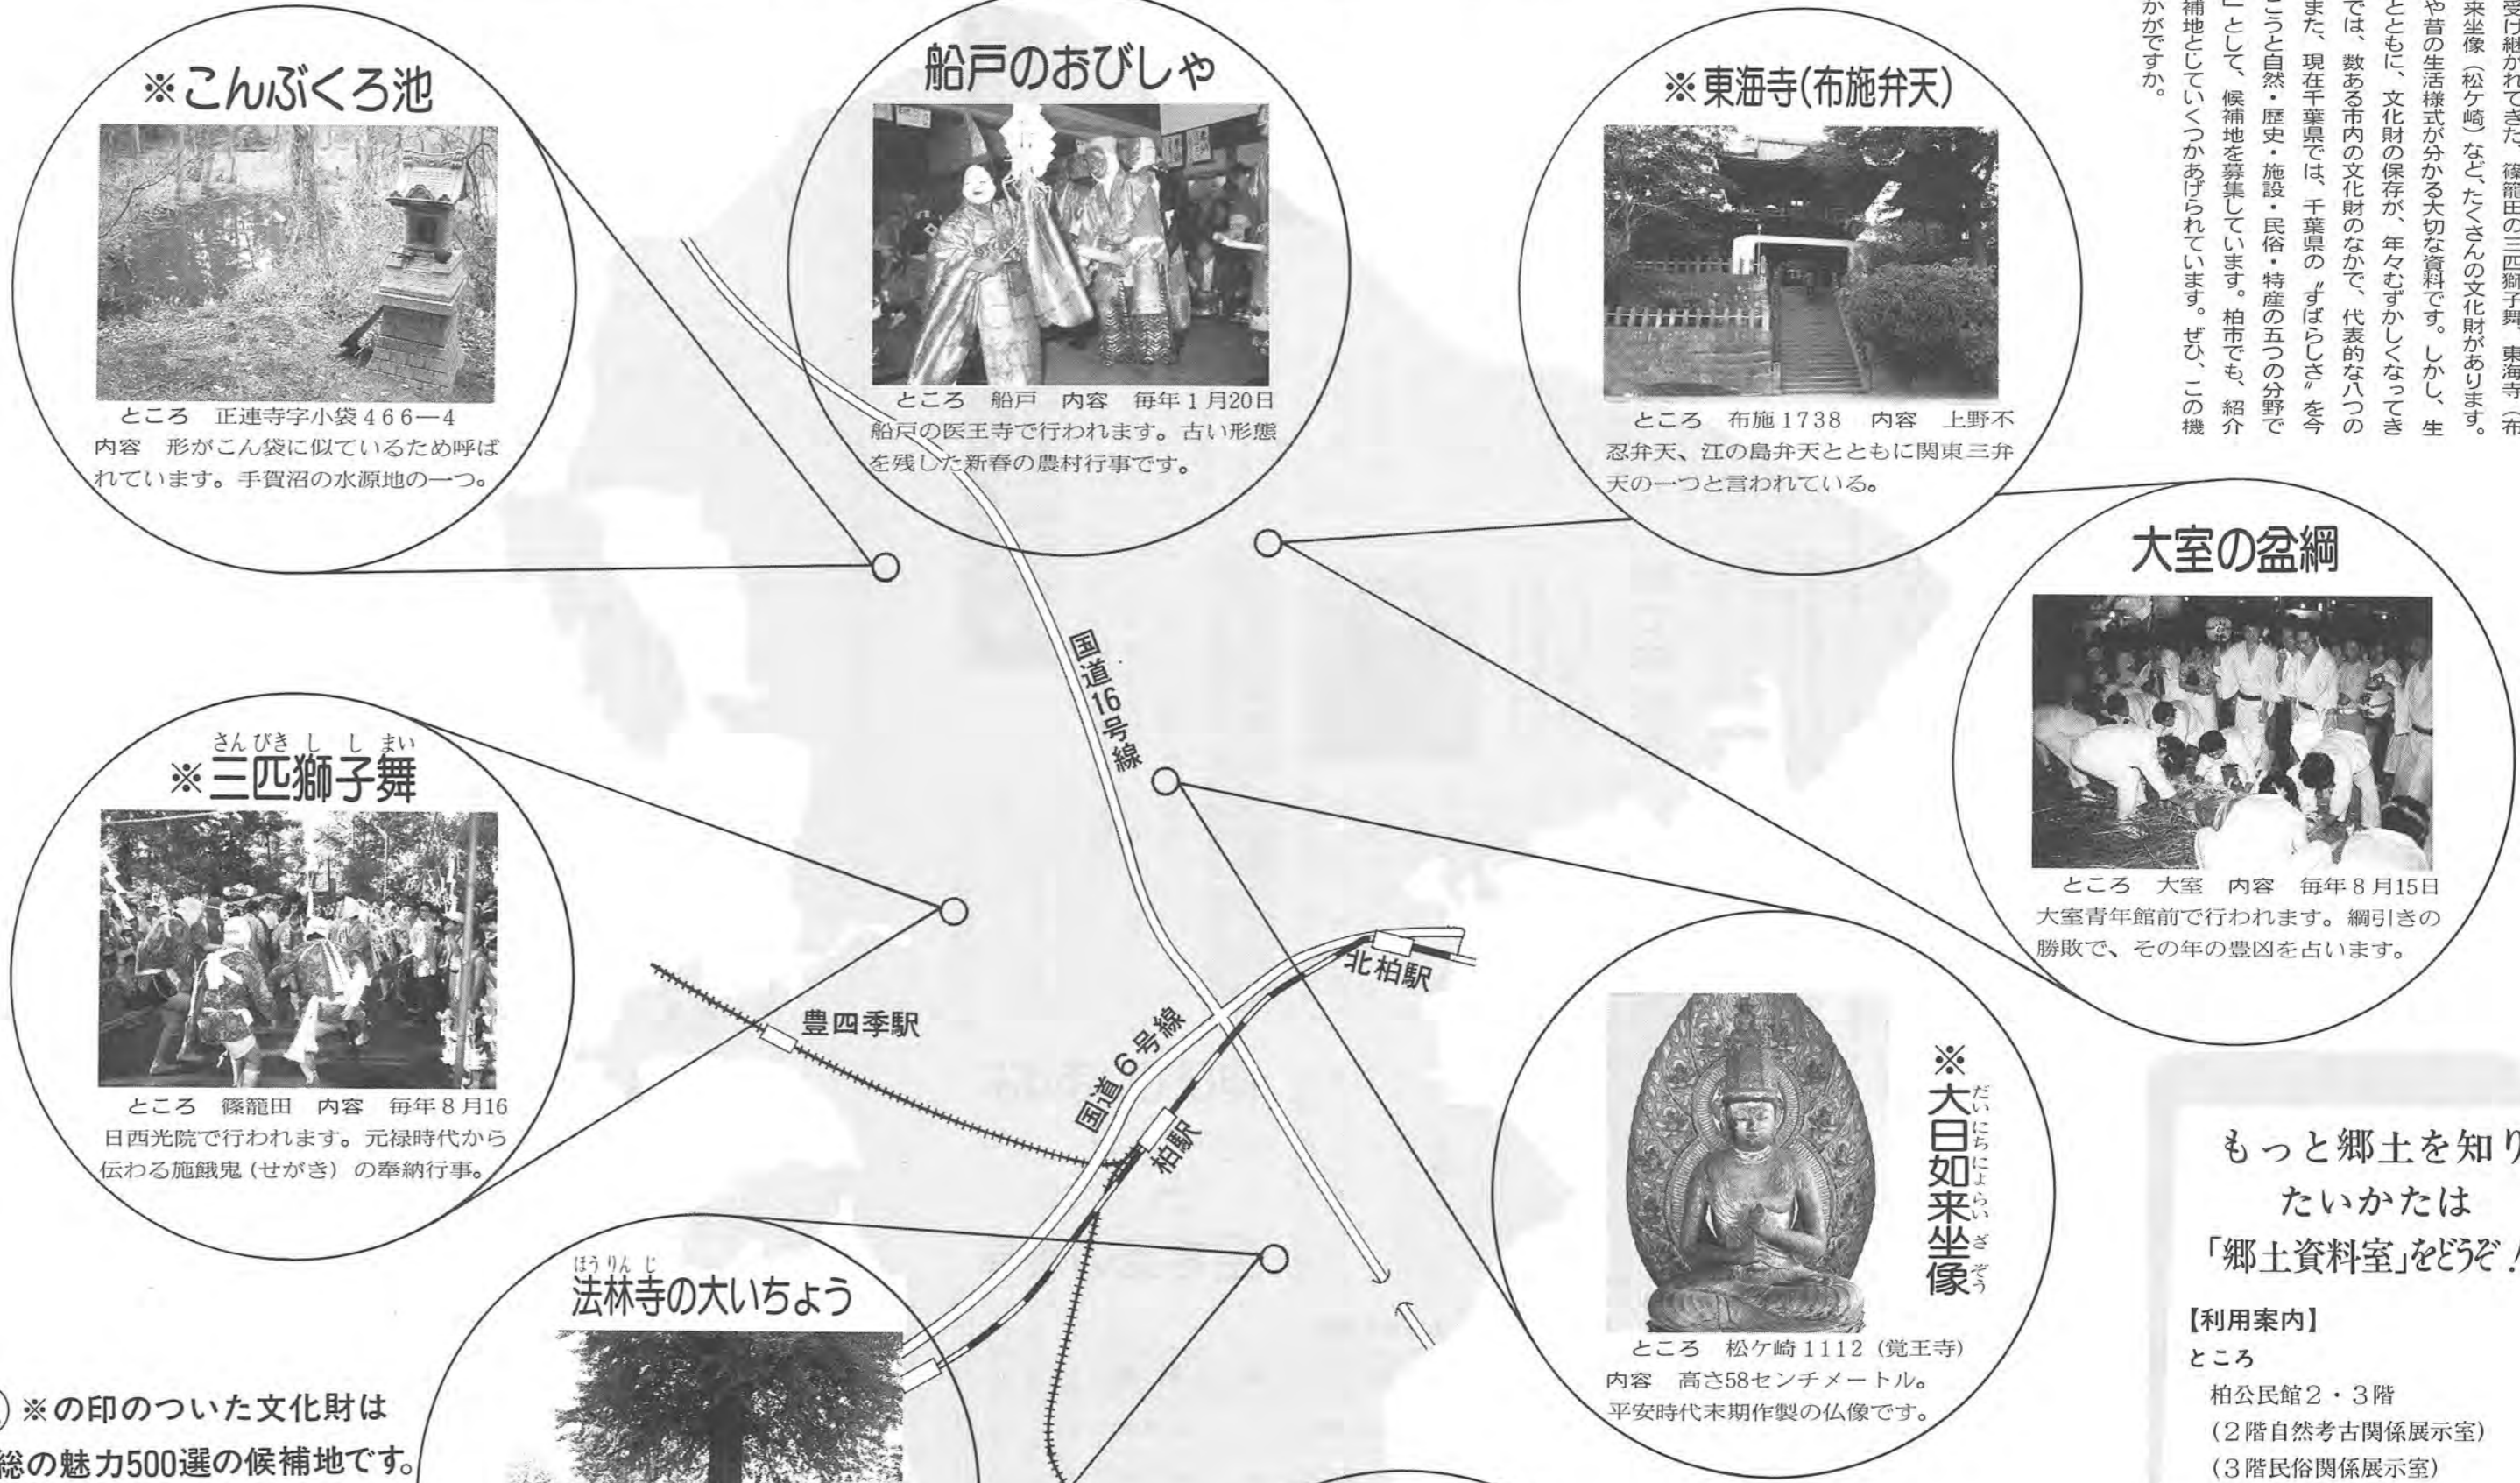 受け継がれてきた、篠籠田の三匹獅子舞、東海寺（布
来坐像（松ケ崎）など、たくさんの文化財があります。
や昔の生活様式が分かる大切な資料です。しかし、生
とともに、文化財の保存が、年々むずかしくなってき
では、数ある市内の文化財のなかで、代表的な八つの
また、現在千葉県では、千葉県の〝すばらしさ〟を今
こうと自然・歴史・施設・民俗・特産の五つの分野で
」として、候補地を募集しています。柏市でも、紹介
補地としていくつかあげられています。ぜひ、この機
かがですか。
※こんぶくろ池
ところ　正連寺字小袋466―4
内容　形がこん袋に似ているため呼ば
れています。手賀沼の水源地の一つ。
船戸のおびしゃ
ところ　船戸　内容　毎年1月20日
船戸の医王寺で行われます。古い形態
を残した新春の農村行事です。
※東海寺(布施弁天)
ところ　布施1738　内容　上野不
忍弁天、江の島弁天とともに関東三弁
天の一つと言われている。
大室の盆綱
ところ　大室　内容　毎年8月15日
大室青年館前で行われます。綱引きの
勝敗で、その年の豊凶を占います。
国道16号線
さんびきししまい
※三匹獅子舞
ところ　篠籠田　内容　毎年8月16
日西光院で行われます。元禄時代から
伝わる施餓鬼(せがき)の奉納行事。
豊四季駅
国道6号線
北柏駅
柏駅
※大日如来坐像
だいにちにょらいざぞう
ところ　松ケ崎1112(覚王寺)
内容　高さ58センチメートル。
平安時代末期作製の仏像です。
ほうりんじ
法林寺の大いちょう
※の印のついた文化財は
総の魅力500選の候補地です。
もっと郷土を知り
たいかたは
「郷土資料室」をどうぞ!
【利用案内】
ところ
柏公民館2・3階
(2階自然考古関係展示室)
(3階民俗関係展示室)